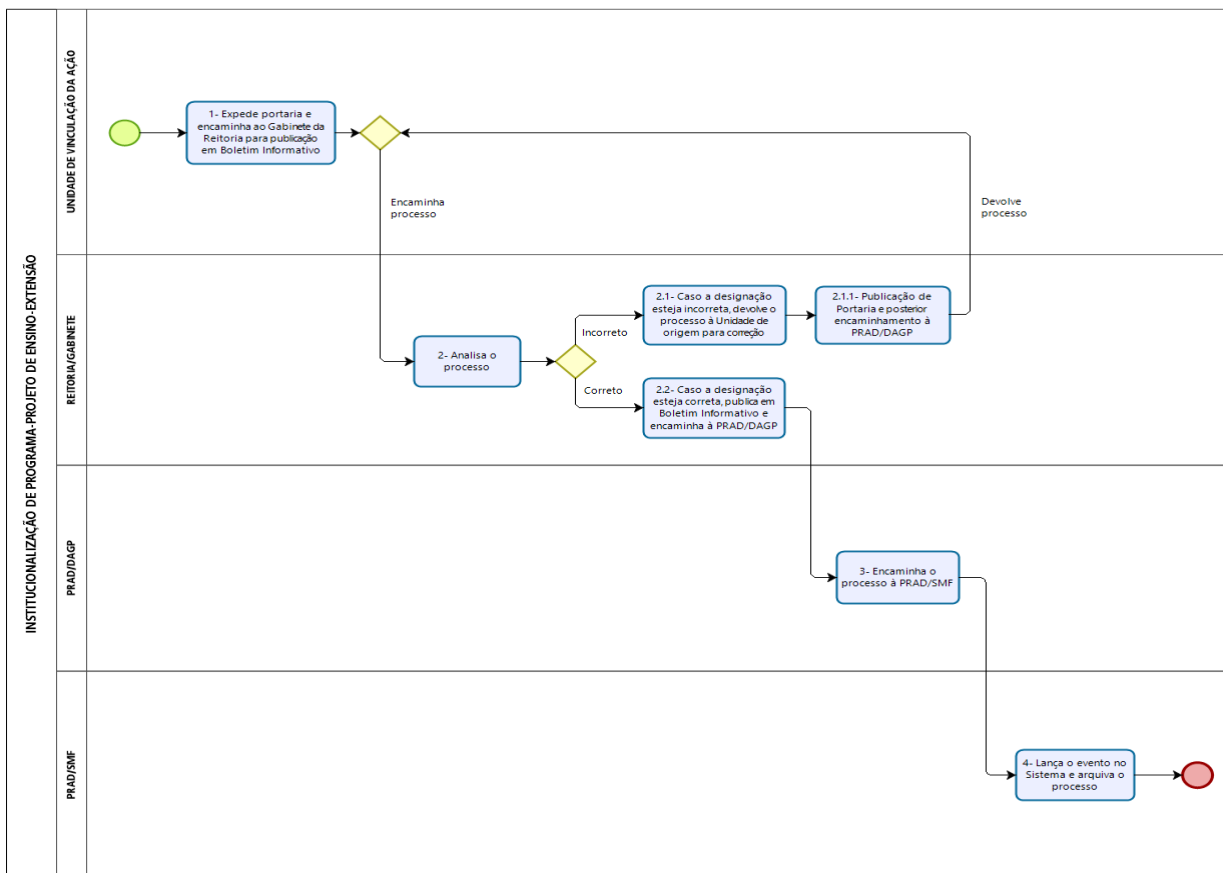 INSTITUCIONALIZAÇÃO DE PROGRAMA-PROJETO DE ENSINO-EXTENSÃO
UNIDADE DE VINCULAÇÃO DA AÇÃO
1- Expede portaria e
encaminha ao Gabinete da
Reitoria para publicação
em Boletim Informativo
Encaminha
processo
Devolve
processo
REITORIA/GABINETE
2- Analisa o
processo
Incorreto
Correto
2.1- Caso a designação
esteja incorreta, devolve o
processo à Unidade de
origem para correção
2.1.1- Publicação de
Portaria e posterior
encaminhamento à
PRAD/DAGP
2.2- Caso a designação
esteja correta, publica em
Boletim Informativo e
encaminha à PRAD/DAGP
PRAD/DAGP
3- Encaminha o
processo à PRAD/SMF
PRAD/SMF
4- Lança o evento no
Sistema e arquiva o
processo